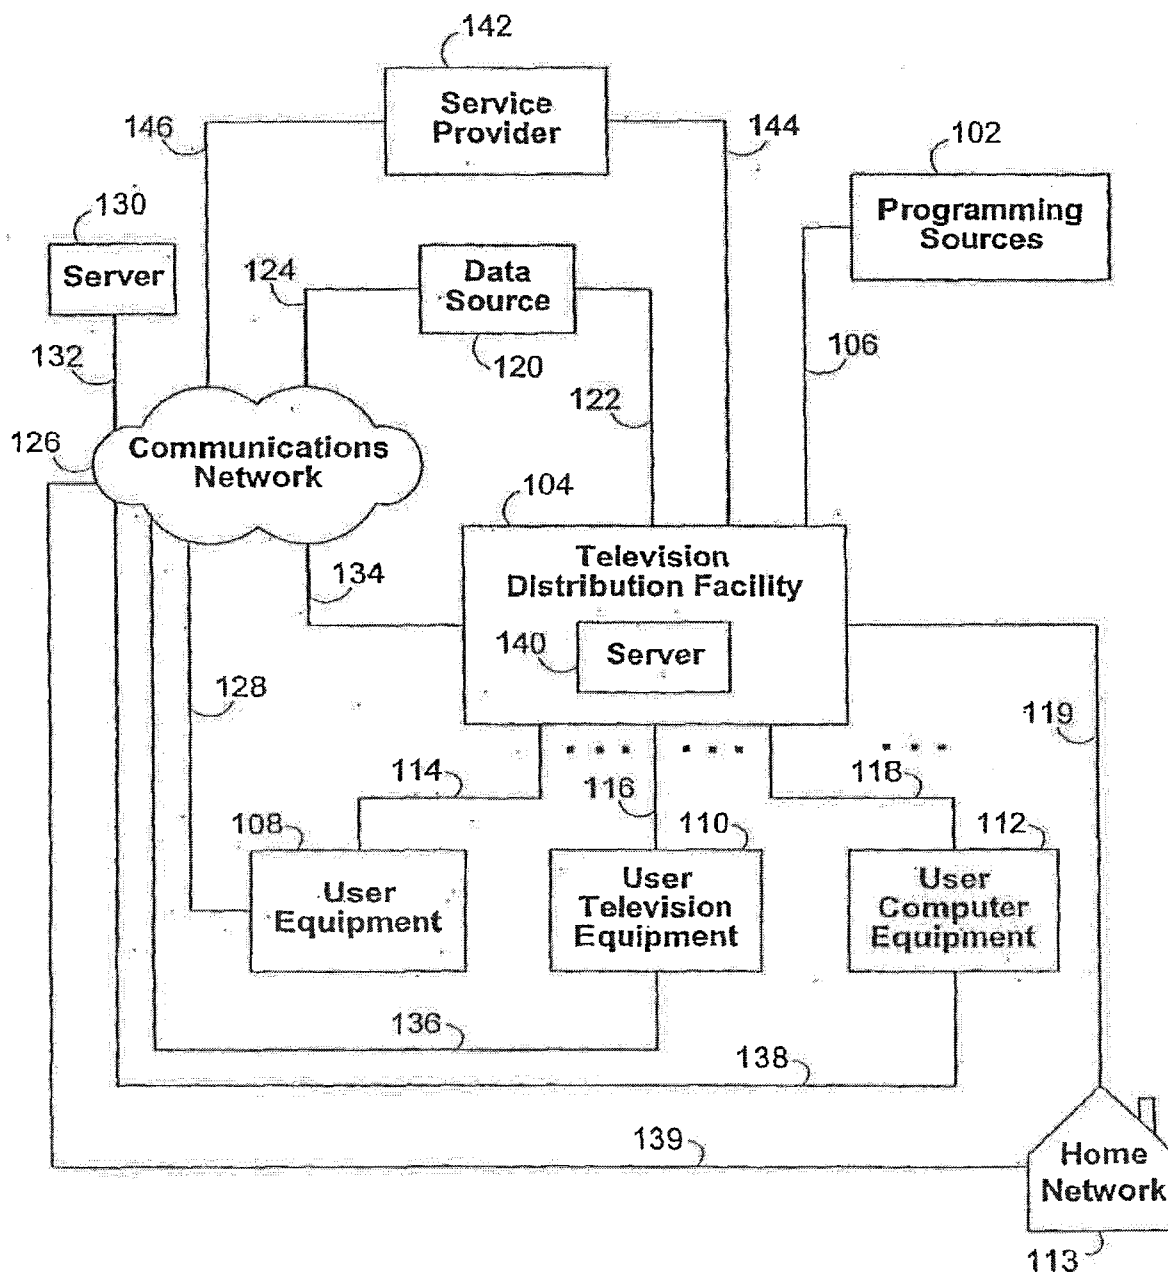 142
Service
Provider
146
144
102
Programming
Sources
130
Server
124
Data
Source
120
132
106
122
126
Communications
Network
104
Television
Distribution Facility
134
140
Server
128
119
114
116
118
108
110
112
User
Equipment
User
Television
Equipment
User
Computer
Equipment
136
138
139
Home
Network
113